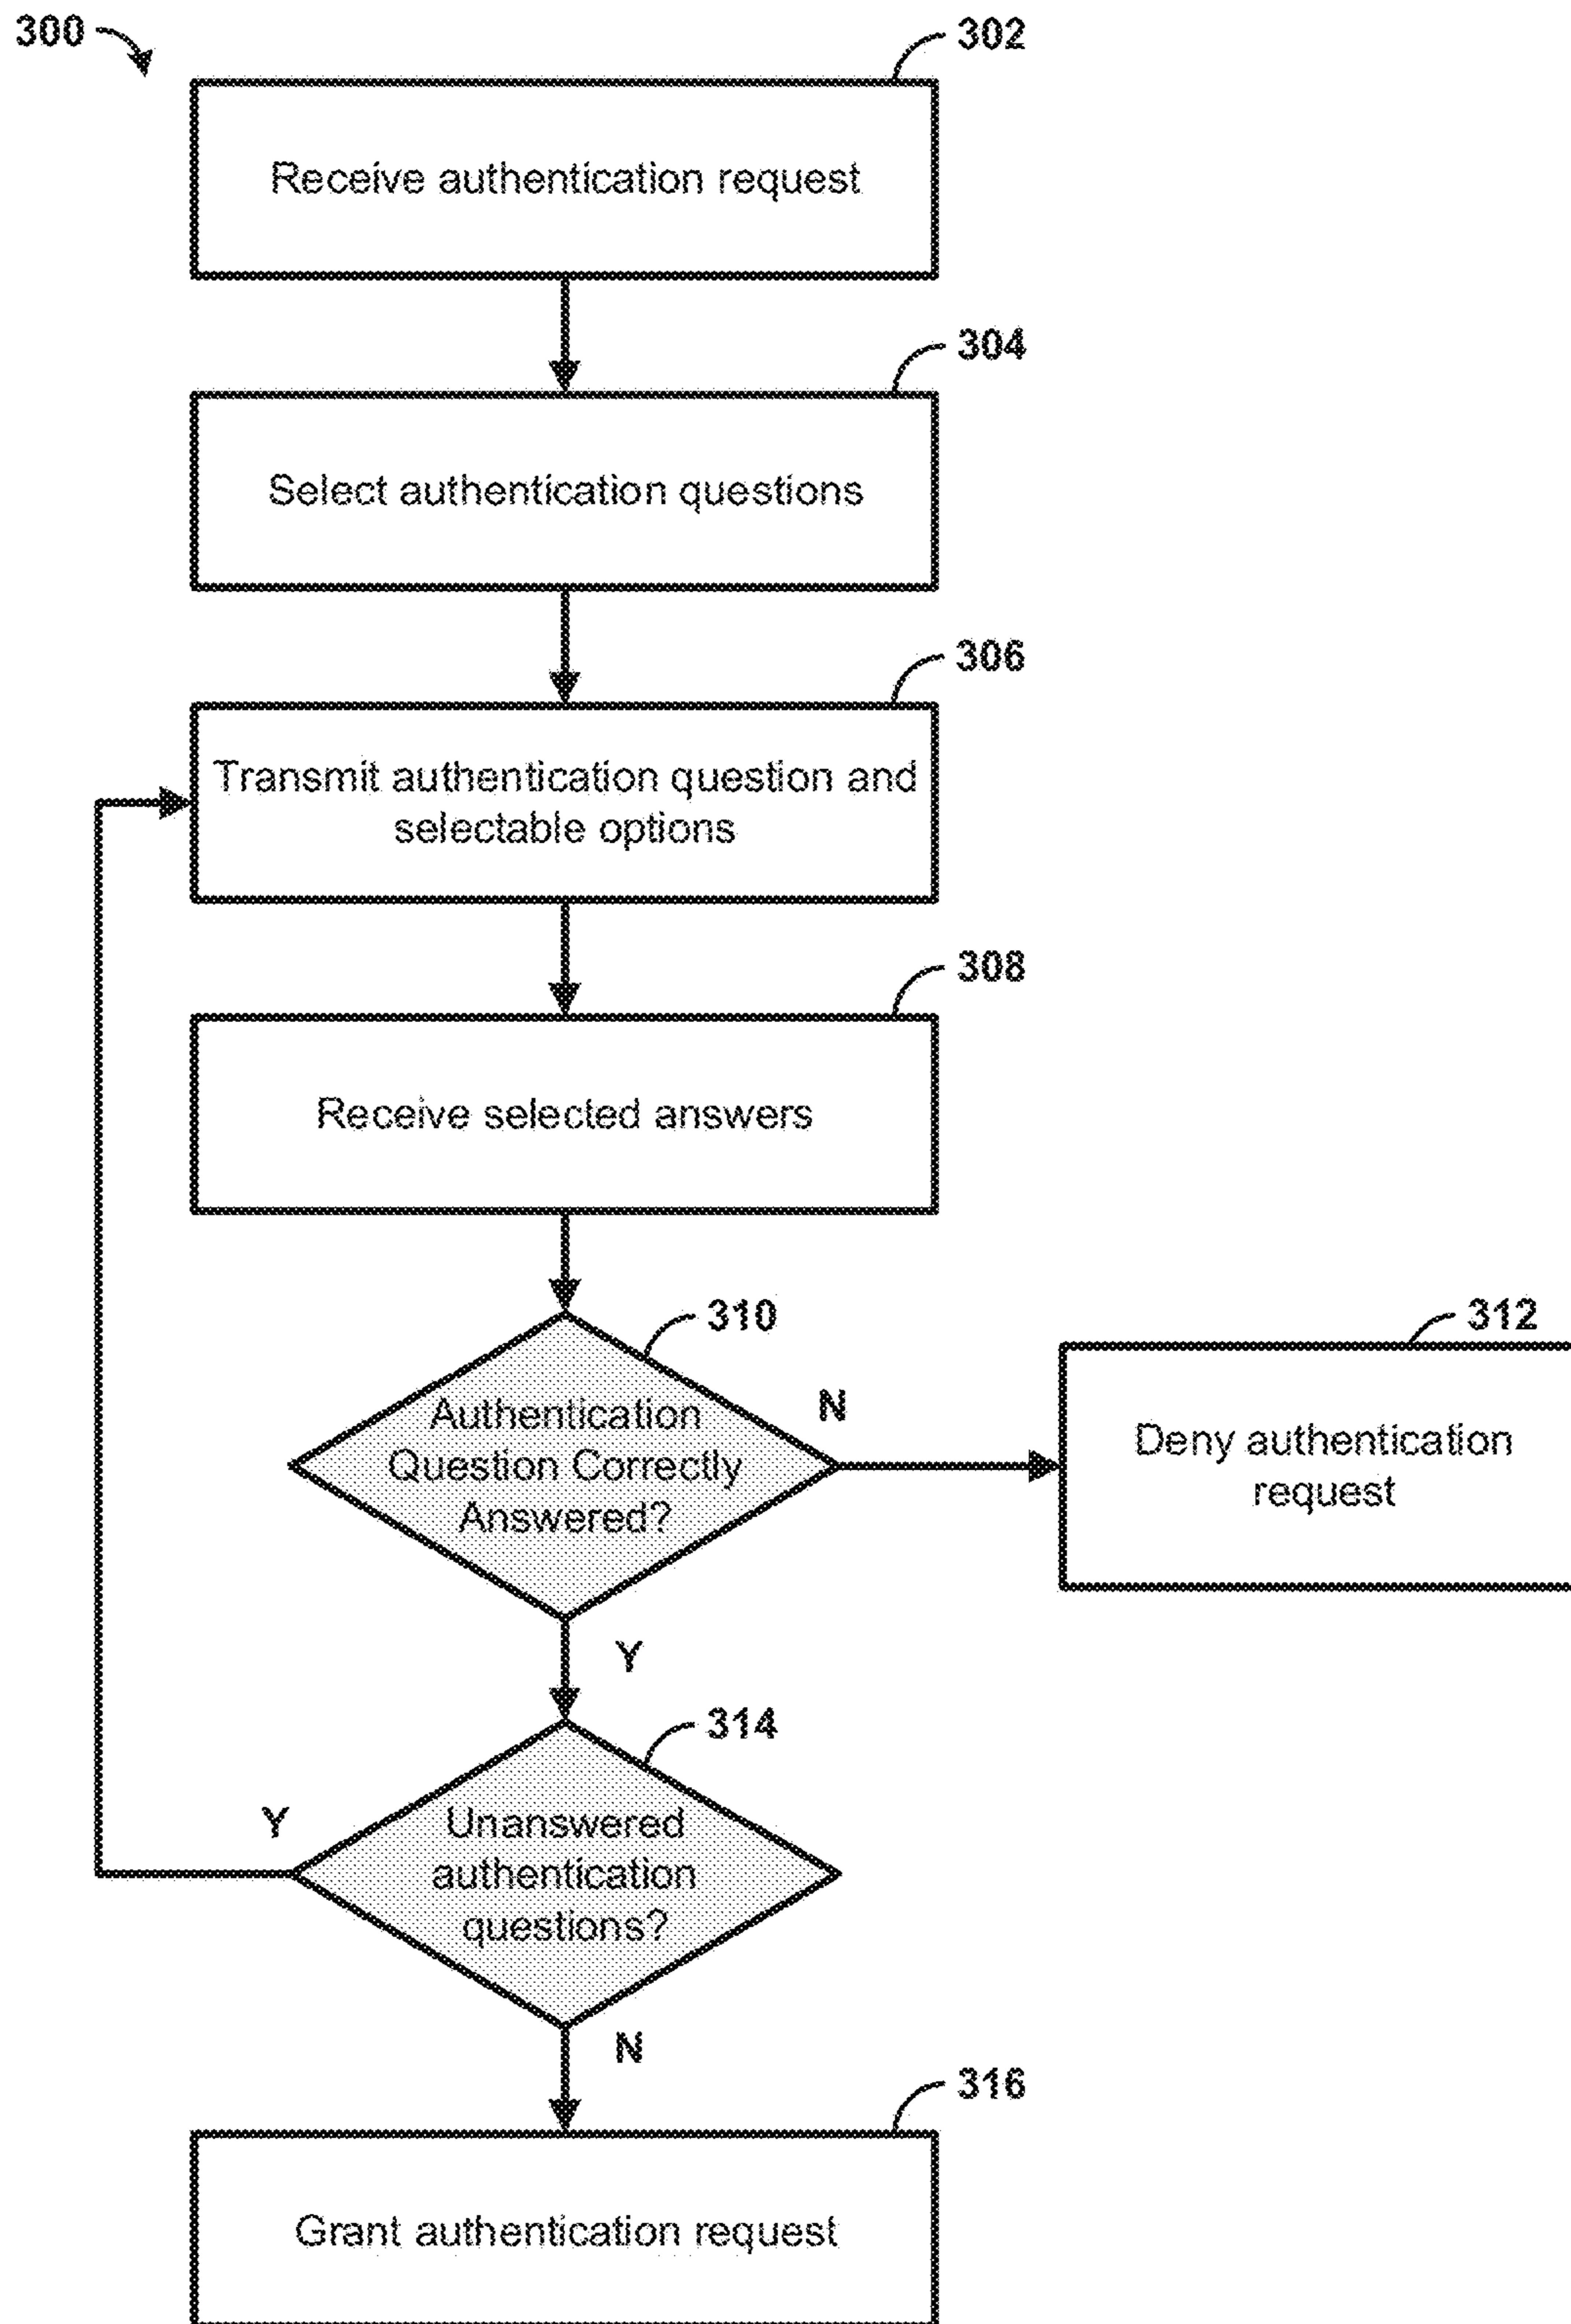 300
302
Receive authentication request
304
Select authentication questions
306
Transmit authentication question and
selectable options
308
Receive selected answers
310
Authentication
Question Correctly
Answered?
N
312
Deny authentication
request
Y
314
Unanswered
authentication
questions?
Y
N
316
Grant authentication request